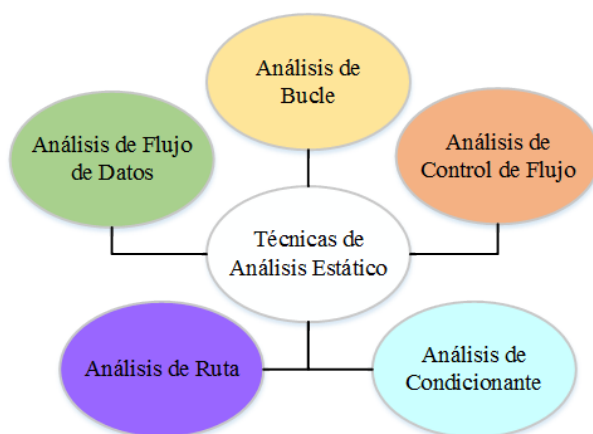 Análisis de
Bucle
Análisis de Flujo
de Datos
Análisis de
Control de Flujo
Técnicas de
Análisis Estático
Análisis de Ruta
Análisis de
Condicionante